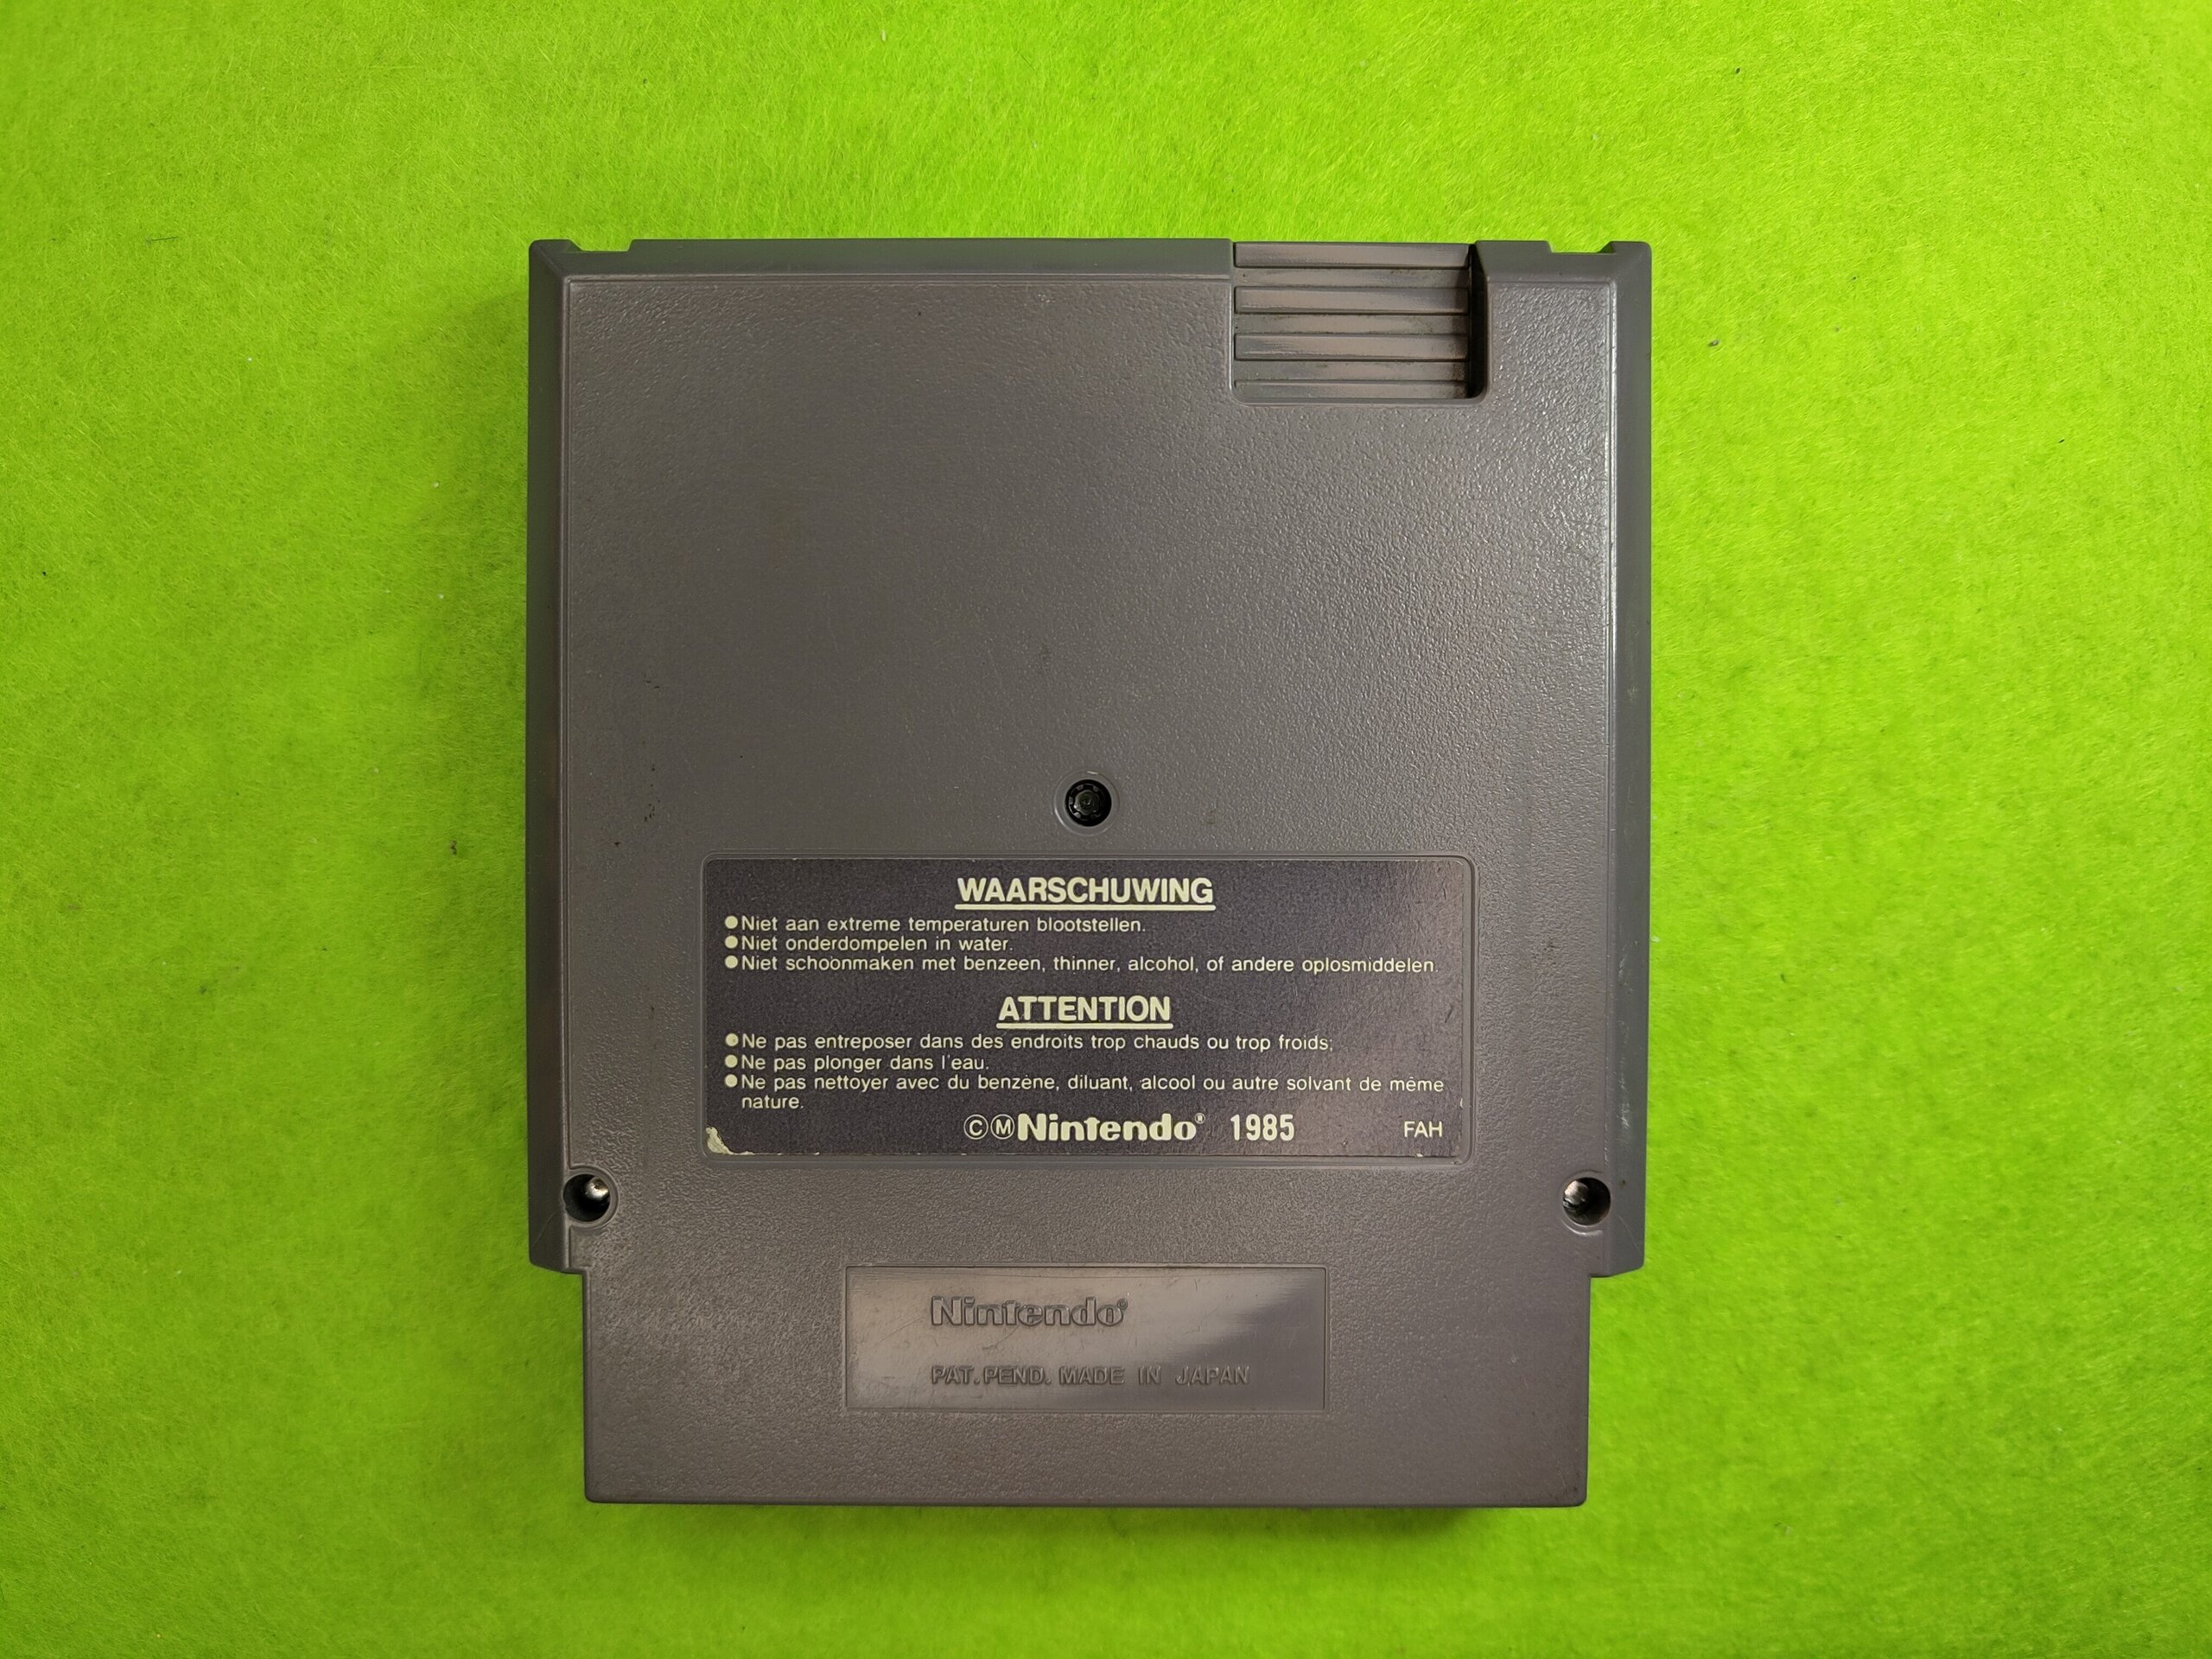 WAARSCHUWING
●Niet aan extreme temperaturen blootstellen.
●Niet onderdompelen in water.
●Niet schoonmaken met benzeen, thinner, alcohol, of andere oplosmiddelen.
ATTENTION
●Ne pas entreposer dans des endroits trop chauds ou trop froids;
●Ne pas plonger dans l'eau.
●Ne pas nettoyer avec du benzène, diluant, alcool ou autre solvant de même
nature.
ⒸⓂNintendo® 1985 FAH
Nintendo®
PAT. PEND. MADE IN JAPAN